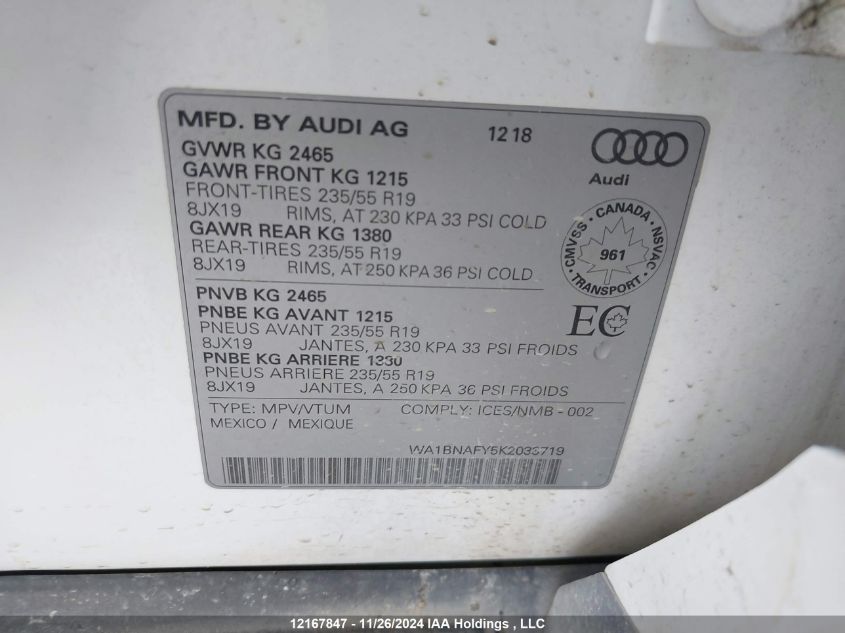 MFD. BY AUDI AG 12 18
GVWR KG 2465
GAWR FRONT KG 1215
FRONT-TIRES 235/55 R19
8JX19 RIMS, AT 230 KPA 33 PSI COLD
GAWR REAR KG 1380
REAR-TIRES 235/55 R19
8JX19 RIMS, AT 250 KPA 36 PSI COLD
Audi
CMVSS · CANADA · NSVAC
961
TRANSPORT
PNVB KG 2465
PNBE KG AVANT 1215
PNEUS AVANT 235/55 R19
8JX19 JANTES, A 230 KPA 33 PSI FROIDS
PNBE KG ARRIERE 1380
PNEUS ARRIERE 235/55 R19
8JX19 JANTES, A 250 KPA 36 PSI FROIDS
EC
TYPE: MPV/VTUM COMPLY: ICES/NMB - 002
MEXICO / MEXIQUE
12167847 - 11/26/2024 IAA Holdings , LLC